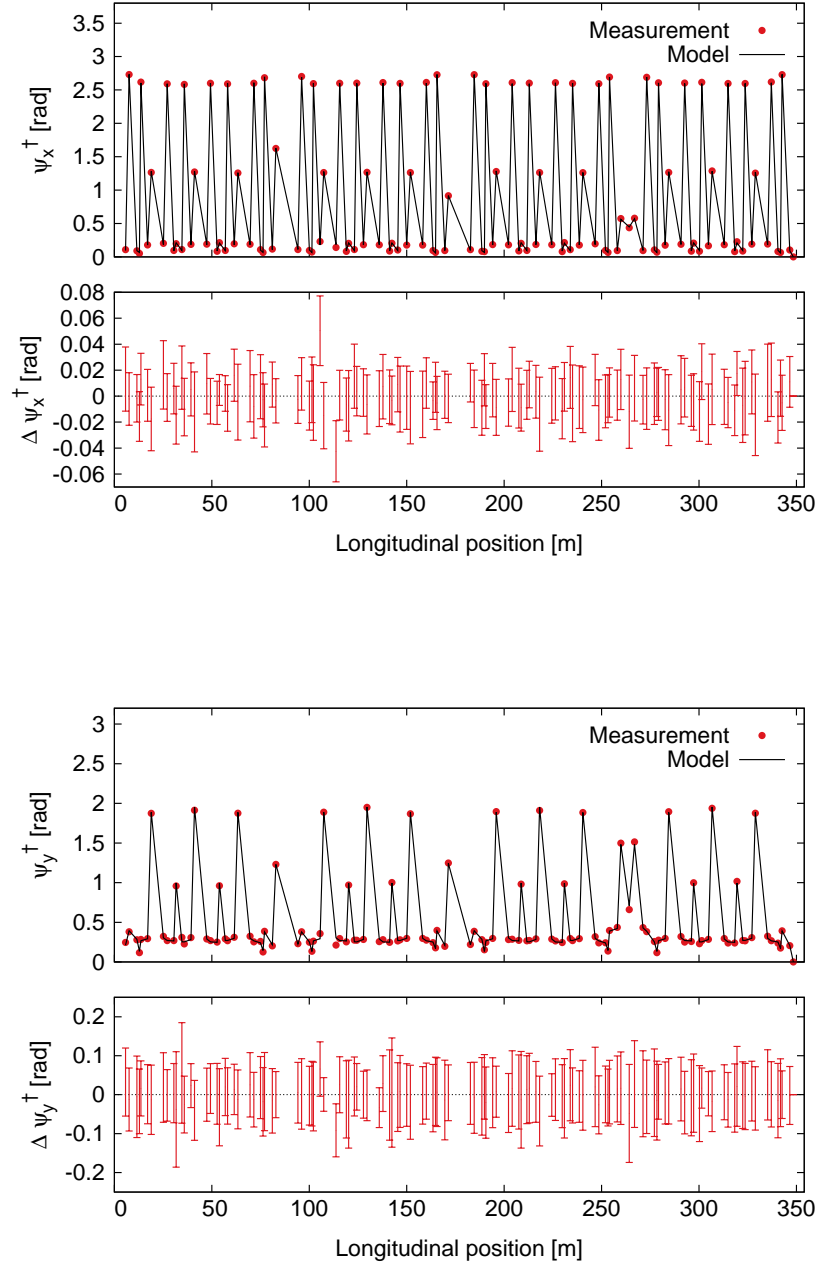 Measurement
Model
3.5
3
2.5
2
1.5
1
0.5
0
ψx† [rad]
0.08
0.06
0.04
0.02
0
-0.02
-0.04
-0.06
Δ ψx† [rad]
0 50 100 150 200 250 300 350
Longitudinal position [m]
Measurement
Model
3
2.5
2
1.5
1
0.5
0
ψy† [rad]
0.2
0.1
0
-0.1
-0.2
Δ ψy† [rad]
0 50 100 150 200 250 300 350
Longitudinal position [m]